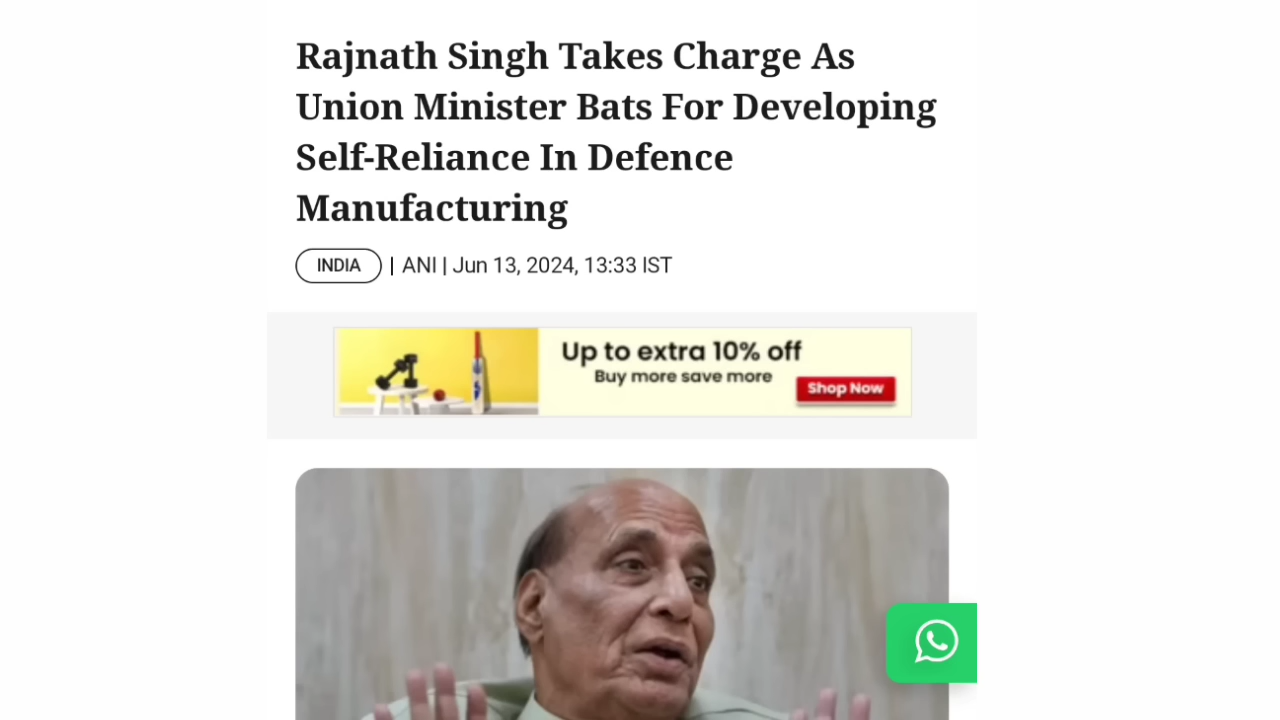 Rajnath Singh Takes Charge As
Union Minister Bats For Developing
Self-Reliance In Defence
Manufacturing
INDIA | ANI | Jun 13, 2024, 13:33 IST
Up to extra 10% off
Buy more save more
Shop Now